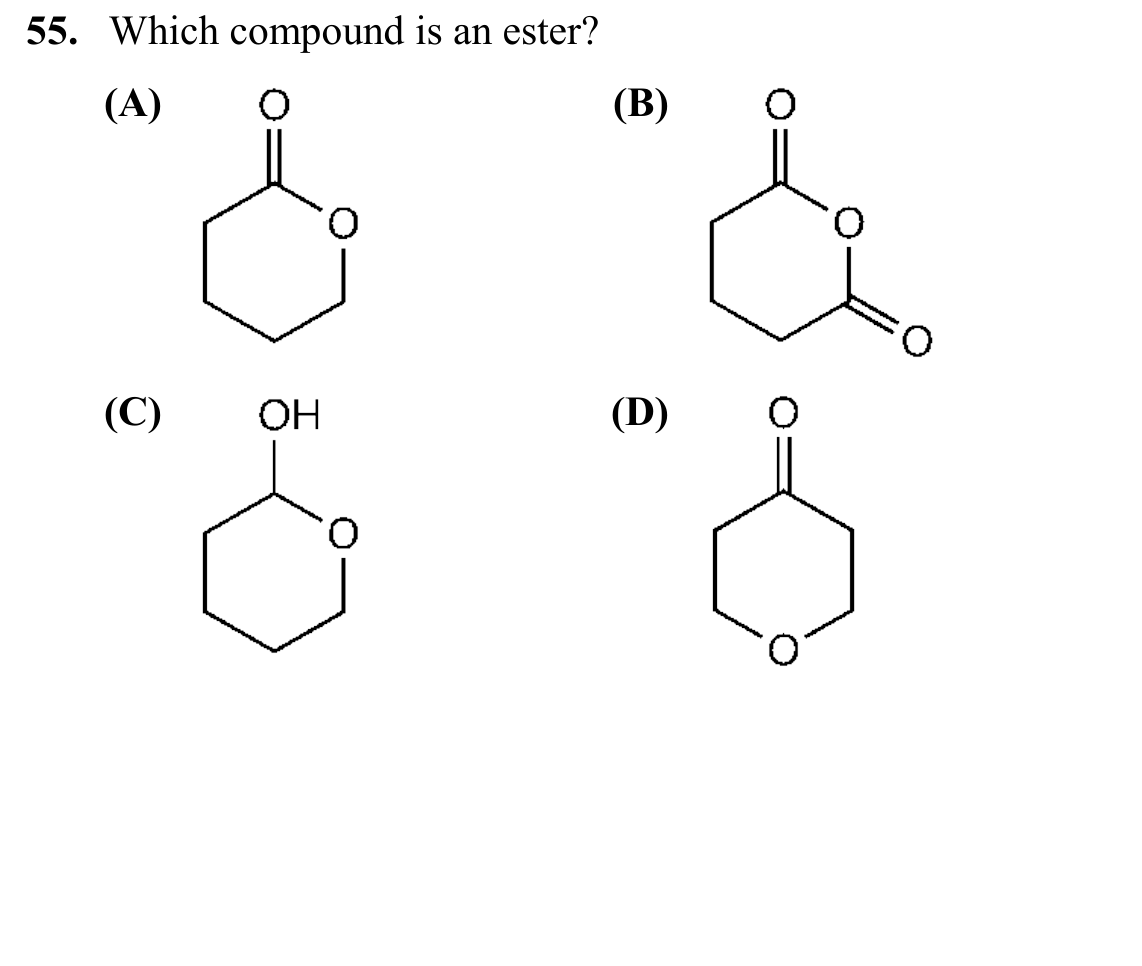 55. Which compound is an ester?
(A) O (B) O
O O
O
(C) OH (D) O
O
O